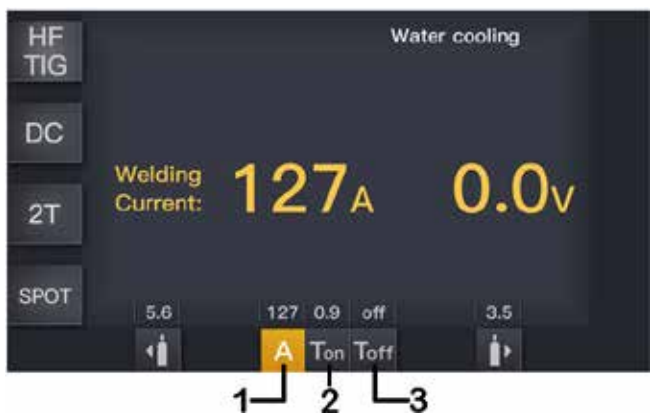 HF
TIG
Water cooling
DC
Welding
Current:
127A
0.0V
2T
SPOT
5.6
127
0.9
off
3.5
A
Ton
Toff
1
2
3